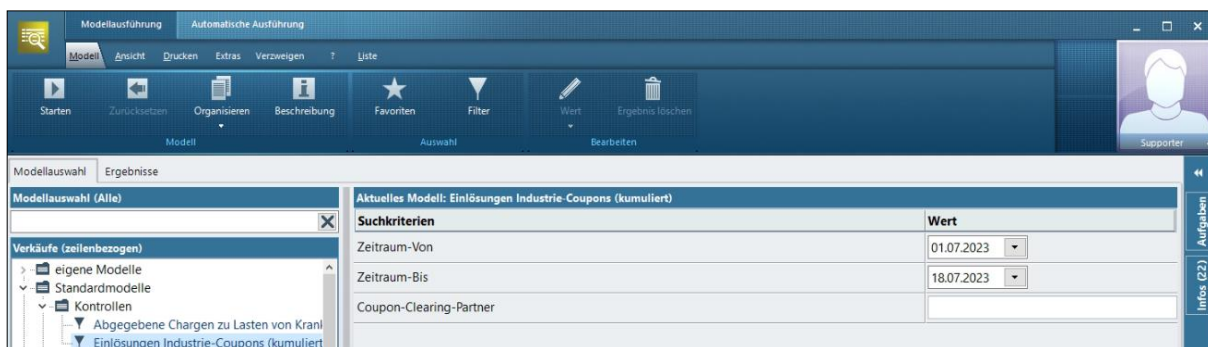 Modellausführung Automatische Ausführung
Modell Ansicht Drucken Extras Verzweigen ? Liste
Starten Zurücksetzen Organisieren Beschreibung Favoriten Filter Wert Ergebnis löschen
Modell Auswahl Bearbeiten Supporter
Modellauswahl Ergebnisse
Modellauswahl (Alle) Aktuelles Modell: Einlösungen Industrie-Coupons (kumuliert)
Suchkriterien Wert
Verkäufe (zeilenbezogen) Zeitraum-Von 01.07.2023
eigene Modelle
Zeitraum-Bis 18.07.2023
Standardmodelle
Kontrollen Coupon-Clearing-Partner
Abgegebene Chargen zu Lasten von Krank
Einlösungen Industrie-Coupons (kumuliert
Aufgaben
Infos (22)